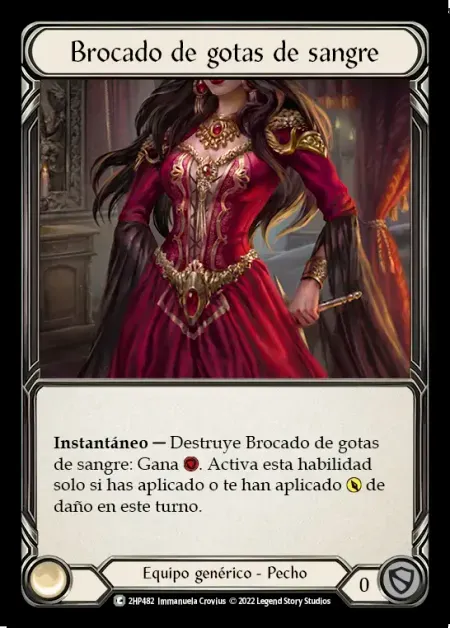 Brocado de gotas de sangre
Instantáneo — Destruye Brocado de gotas
de sangre: Gana . Activa esta habilidad
solo si has aplicado o te han aplicado de
daño en este turno.
Equipo genérico - Pecho
0
C 2HP482 Immanuela Crovius © 2022 Legend Story Studios